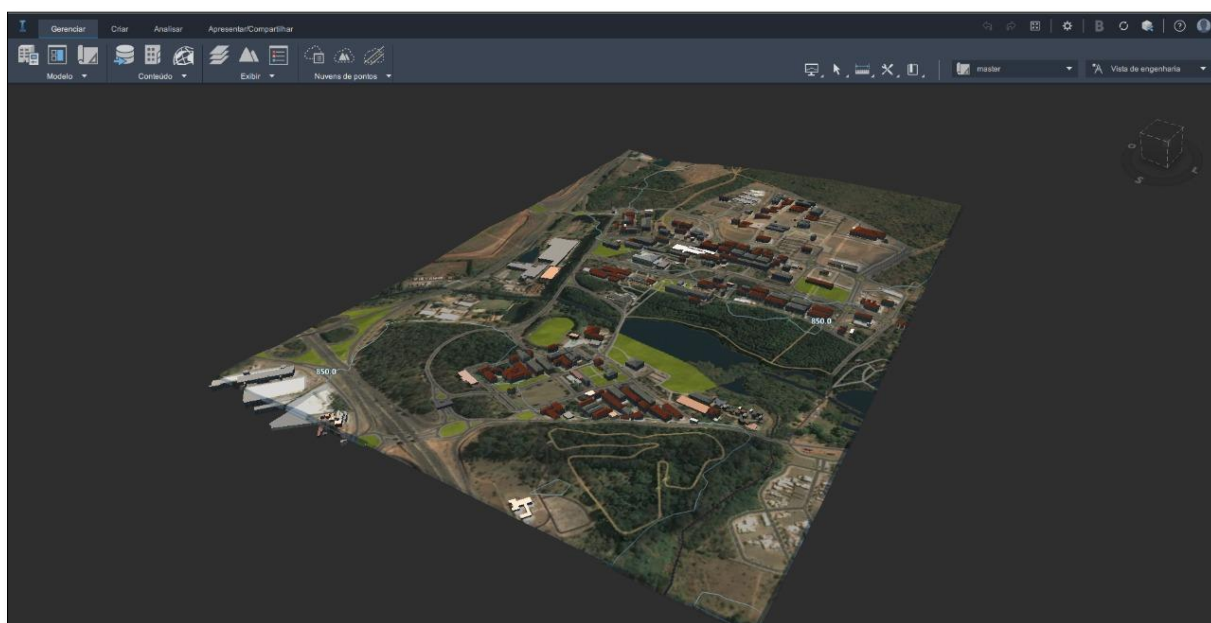 Gerenciar Criar Analisar Apresentar/Compartilhar
Modelo Conteúdo Exibir Nuvens de pontos
master Vista de engenharia
O S L
850.0
850.0